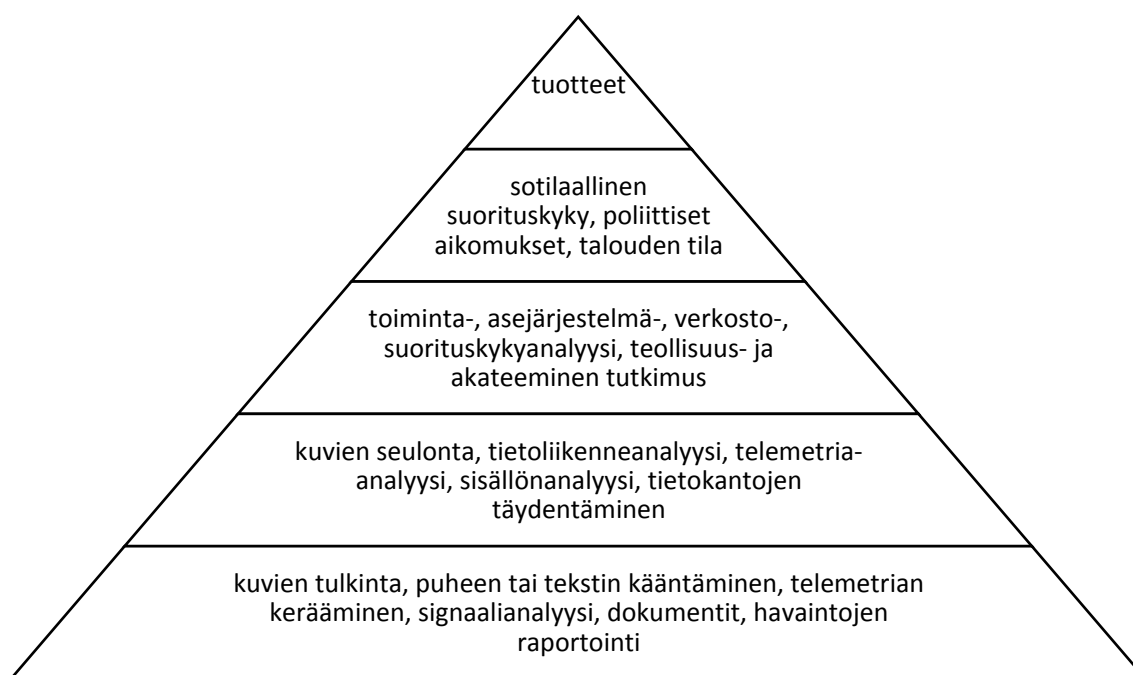 tuotteet
sotilaallinen
suorituskyky, poliittiset
aikomukset, talouden tila
toiminta-, asejärjestelmä-, verkosto-,
suorituskykyanalyysi, teollisuus- ja
akateeminen tutkimus
kuvien seulonta, tietoliikenneanalyysi, telemetria-
analyysi, sisällönanalyysi, tietokantojen
täydentäminen
kuvien tulkinta, puheen tai tekstin kääntäminen, telemetrian
kerääminen, signaalianalyysi, dokumentit, havaintojen
raportointi